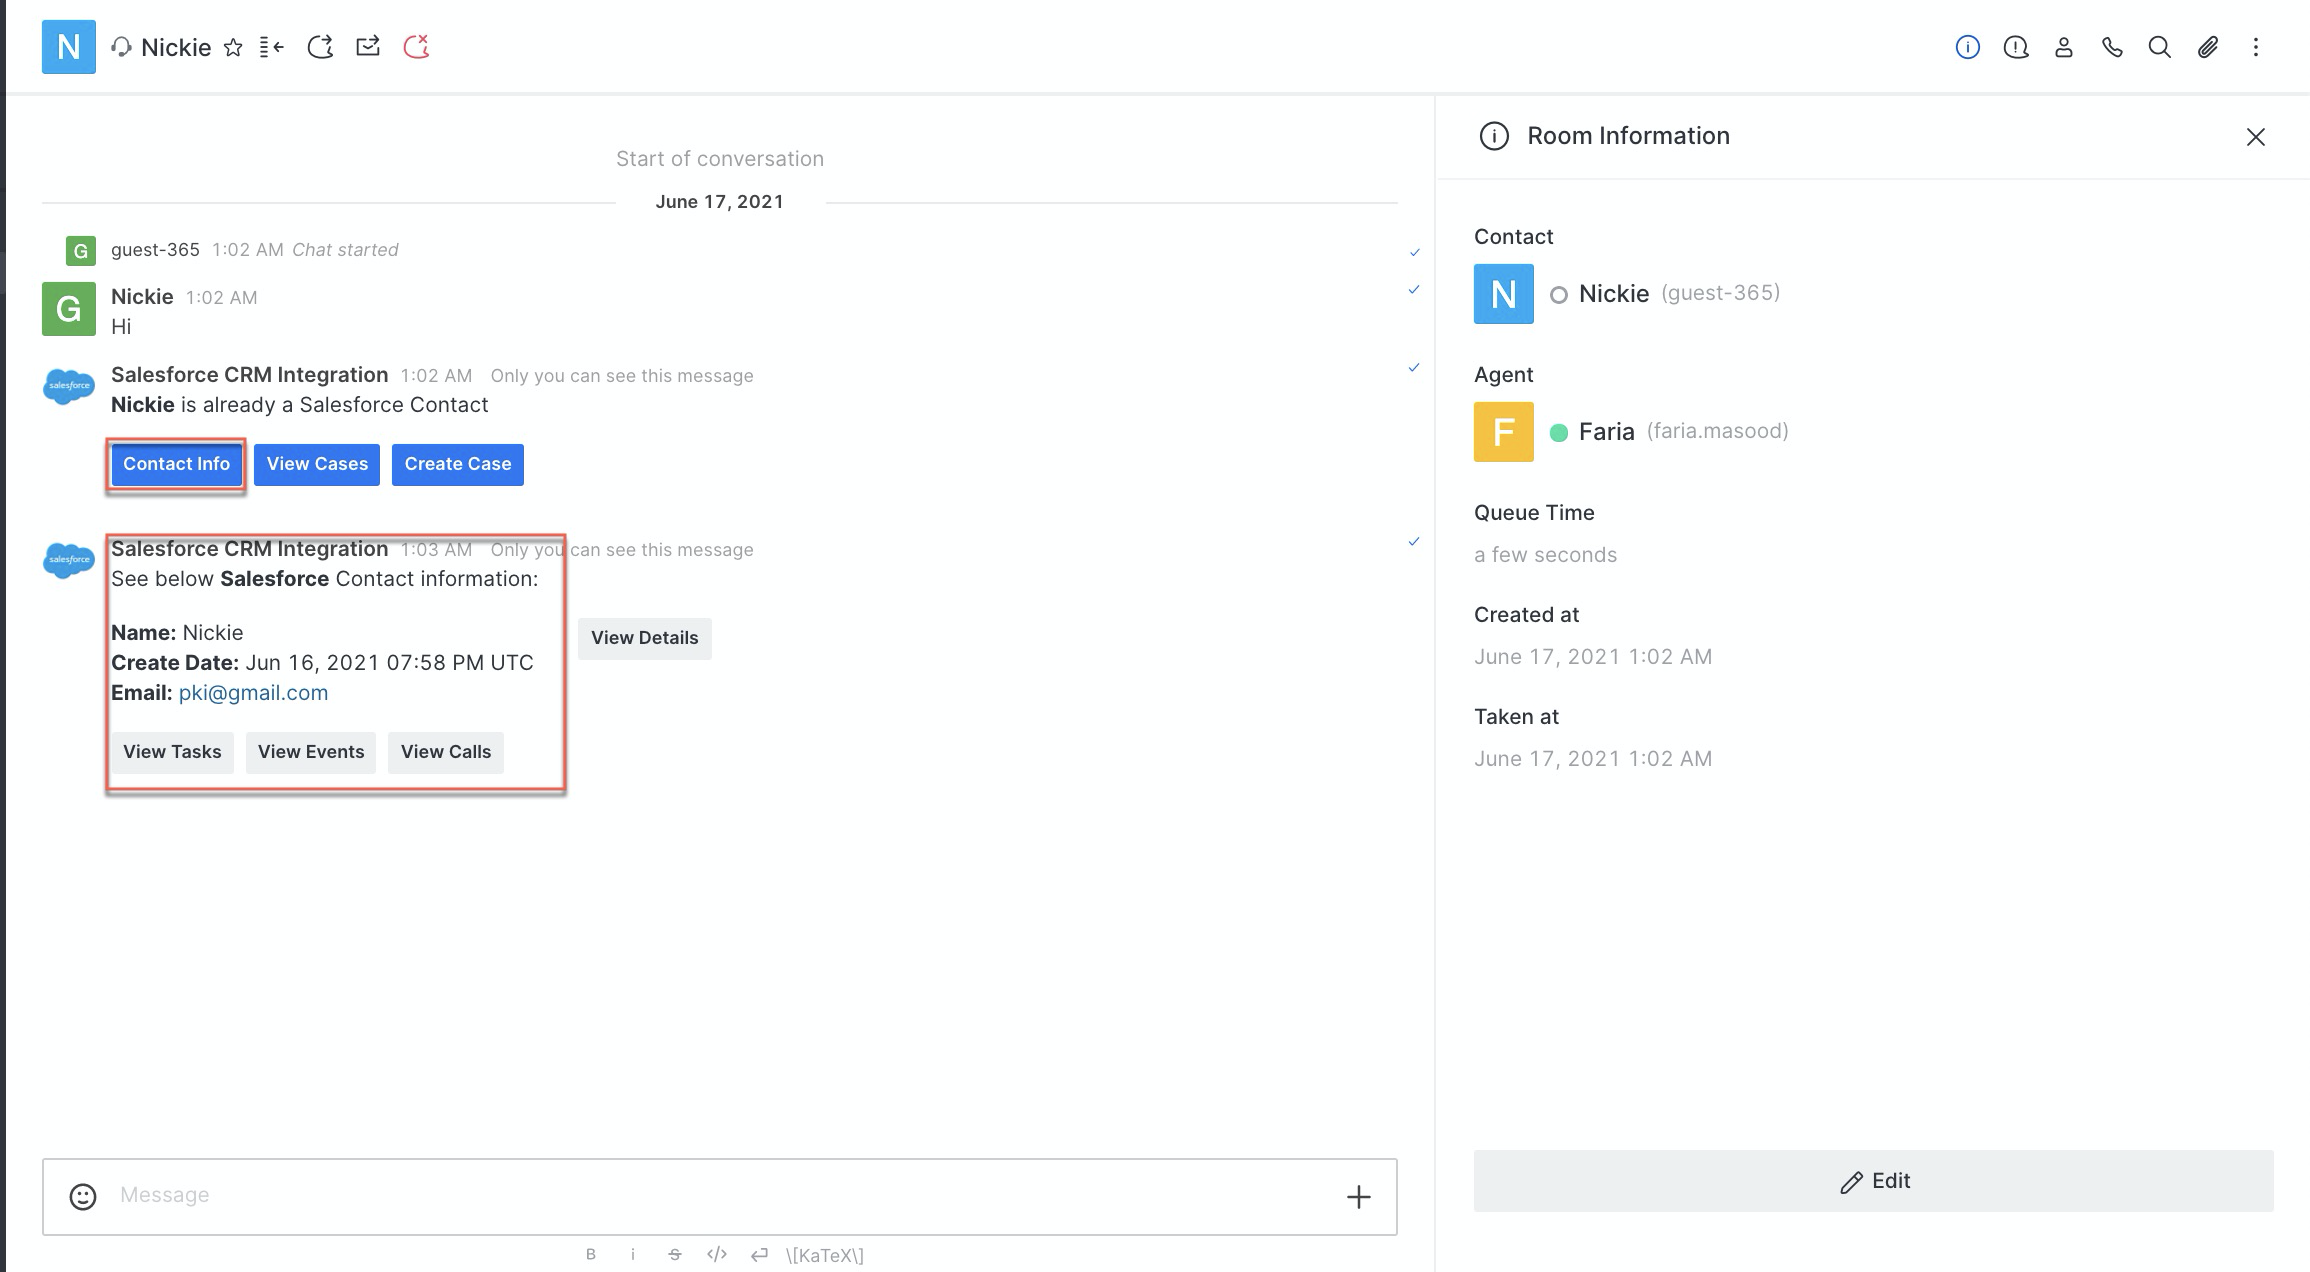 N Nickie
Start of conversation
June 17, 2021
G guest-365 1:02 AM Chat started
G Nickie 1:02 AM
Hi
salesforce Salesforce CRM Integration 1:02 AM Only you can see this message
Nickie is already a Salesforce Contact
Contact Info View Cases Create Case
salesforce Salesforce CRM Integration 1:03 AM Only you can see this message
See below Salesforce Contact information:
Name: Nickie
View Details
Create Date: Jun 16, 2021 07:58 PM UTC
Email: pki@gmail.com
View Tasks View Events View Calls
Message
B i S </> \[KaTeX\]
Room Information
Contact
N Nickie (guest-365)
Agent
F Faria (faria.masood)
Queue Time
a few seconds
Created at
June 17, 2021 1:02 AM
Taken at
June 17, 2021 1:02 AM
Edit